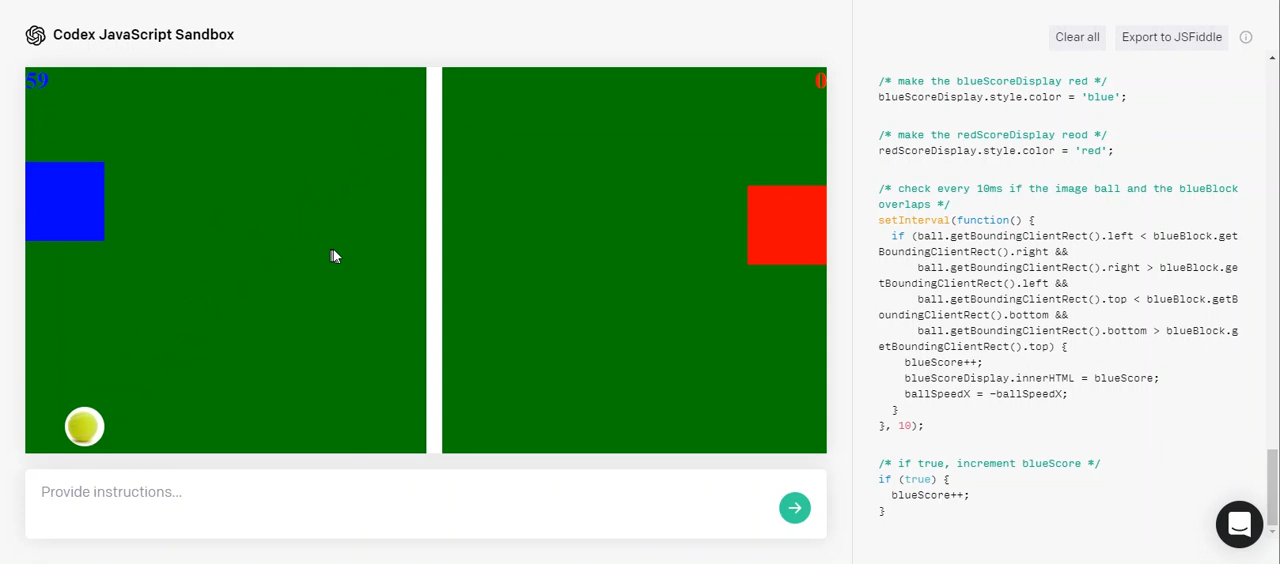 Codex JavaScript Sandbox
Clear all
Export to JSFiddle
59
0
Provide instructions...
/* make the blueScoreDisplay red */
blueScoreDisplay.style.color = 'blue';
/* make the redScoreDisplay reod */
redScoreDisplay.style.color = 'red';
/* check every 10ms if the image ball and the blueBlock
overlaps */
setInterval(function() {
if (ball.getBoundingClientRect().left < blueBlock.get
BoundingClientRect().right &&
ball.getBoundingClientRect().right > blueBlock.ge
tBoundingClientRect().left &&
ball.getBoundingClientRect().top < blueBlock.getB
oundingClientRect().bottom &&
ball.getBoundingClientRect().bottom > blueBlock.g
etBoundingClientRect().top) {
blueScore++;
blueScoreDisplay.innerHTML = blueScore;
ballSpeedX = -ballSpeedX;
}
}, 10);
/* if true, increment blueScore */
if (true) {
blueScore++;
}